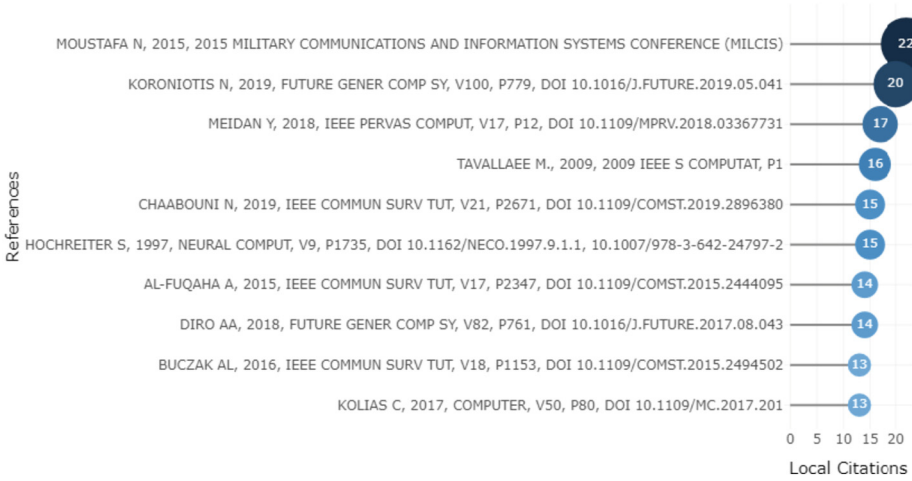 MOUSTAFA N, 2015, 2015 MILITARY COMMUNICATIONS AND INFORMATION SYSTEMS CONFERENCE (MILCIS)
22
KORONIOTIS N, 2019, FUTURE GENER COMP SY, V100, P779, DOI 10.1016/J.FUTURE.2019.05.041
20
MEIDAN Y, 2018, IEEE PERVAS COMPUT, V17, P12, DOI 10.1109/MPRV.2018.03367731
17
TAVALLAEE M., 2009, 2009 IEEE S COMPUTAT, P1
16
References
CHAABOUNI N, 2019, IEEE COMMUN SURV TUT, V21, P2671, DOI 10.1109/COMST.2019.2896380
15
HOCHREITER S, 1997, NEURAL COMPUT, V9, P1735, DOI 10.1162/NECO.1997.9.1.1, 10.1007/978-3-642-24797-2
15
AL-FUQAHA A, 2015, IEEE COMMUN SURV TUT, V17, P2347, DOI 10.1109/COMST.2015.2444095
14
DIRO AA, 2018, FUTURE GENER COMP SY, V82, P761, DOI 10.1016/J.FUTURE.2017.08.043
14
BUCZAK AL, 2016, IEEE COMMUN SURV TUT, V18, P1153, DOI 10.1109/COMST.2015.2494502
13
KOLIAS C, 2017, COMPUTER, V50, P80, DOI 10.1109/MC.2017.201
13
0 5 10 15 20
Local Citations